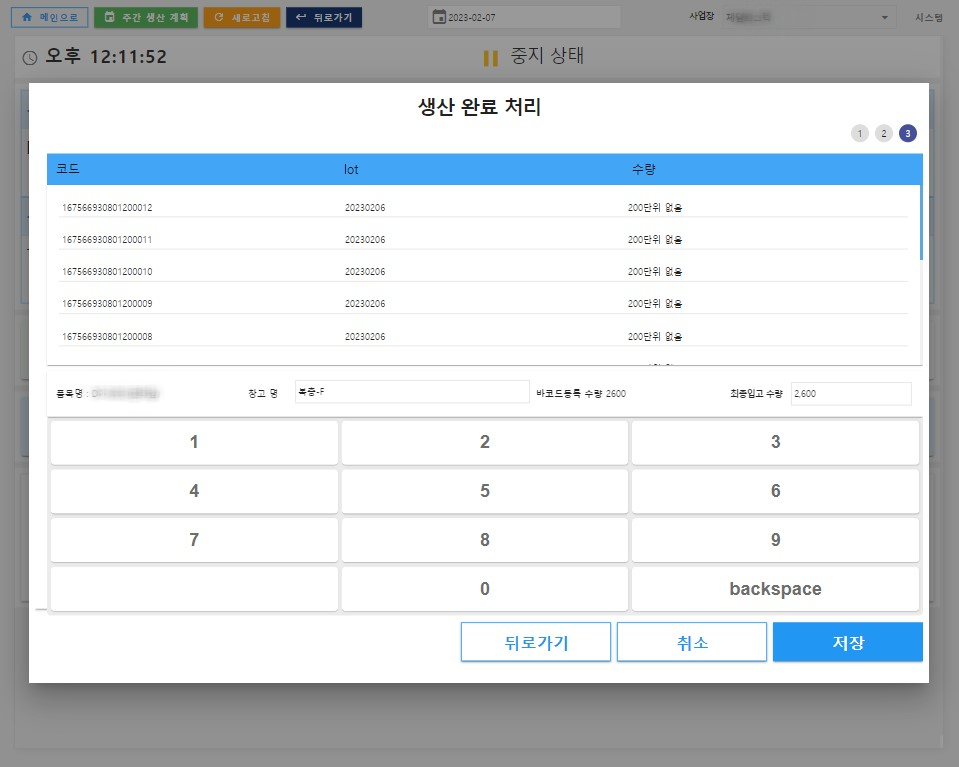 메인으로 주간 생산 계획 새로고침 뒤로가기 2023-02-07 사업장 시스템
오후 12:11:52 중지 상태
생산 완료 처리
1 2 3
코드 lot 수량
167566930801200012 20230206 200단위 없음
167566930801200011 20230206 200단위 없음
167566930801200010 20230206 200단위 없음
167566930801200009 20230206 200단위 없음
167566930801200008 20230206 200단위 없음
품목명 : 창고 명 복층-F 바코드등록 수량 2600 최종입고 수량 2,600
1 2 3
4 5 6
7 8 9
0 backspace
뒤로가기 취소 저장